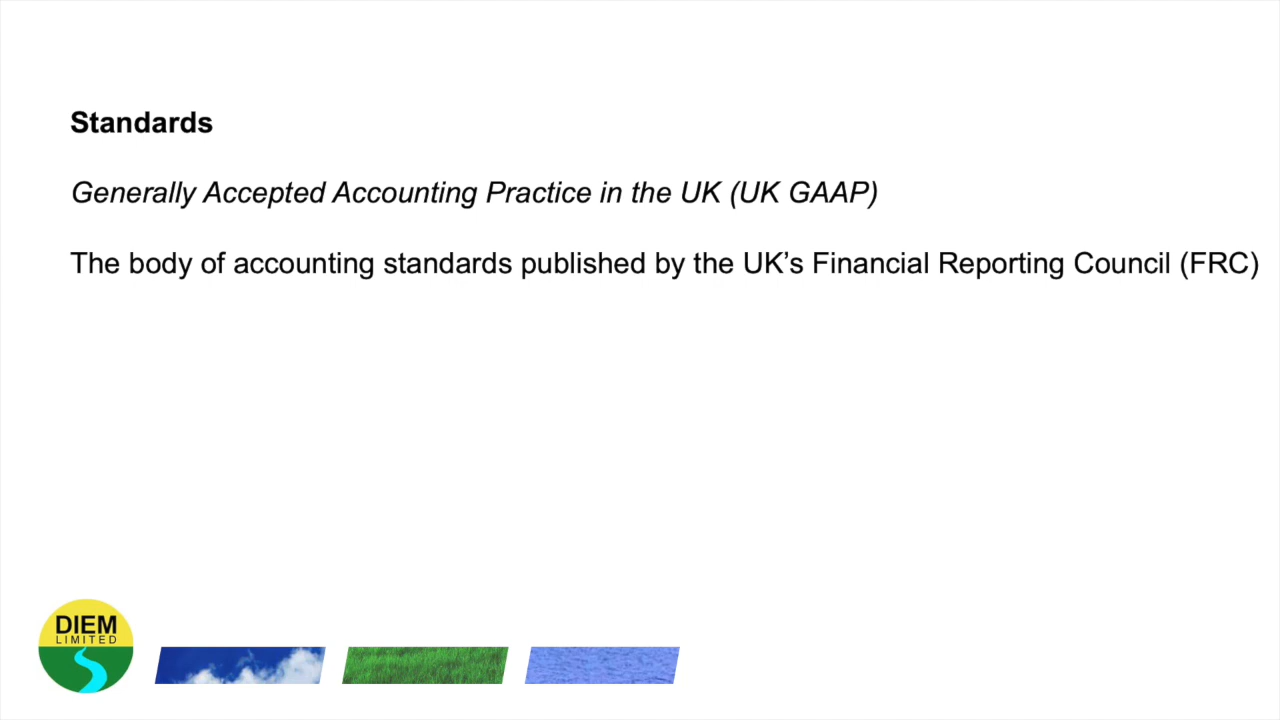 Standards
Generally Accepted Accounting Practice in the UK (UK GAAP)
The body of accounting standards published by the UK’s Financial Reporting Council (FRC)
DIEM
LIMITED